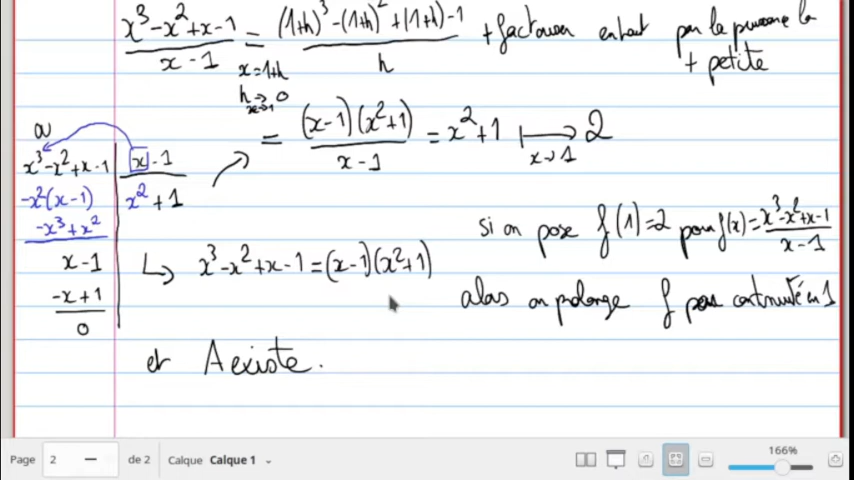 x³-x²+x-1 / x-1 = (1+h)³-(1+h)²+(1+h)-1 / h + factoriser en haut par la puissance la
x=1+h + petite
h→0
x→1
= (x-1)(x²+1) / x-1 = x²+1 ⟼ 2
x→1
ou
x³-x²+x-1 | x-1
-x²(x-1) | x²+1
-x³+x²
x-1
-x+1
0
↳ x³-x²+x-1=(x-1)(x²+1)
si on pose f(1)=2 pour f(x)=x³-x²+x-1 / x-1
alors on prolonge f par continuité en 1
et A existe.
Page 2 de 2 Calque Calque 1 166%